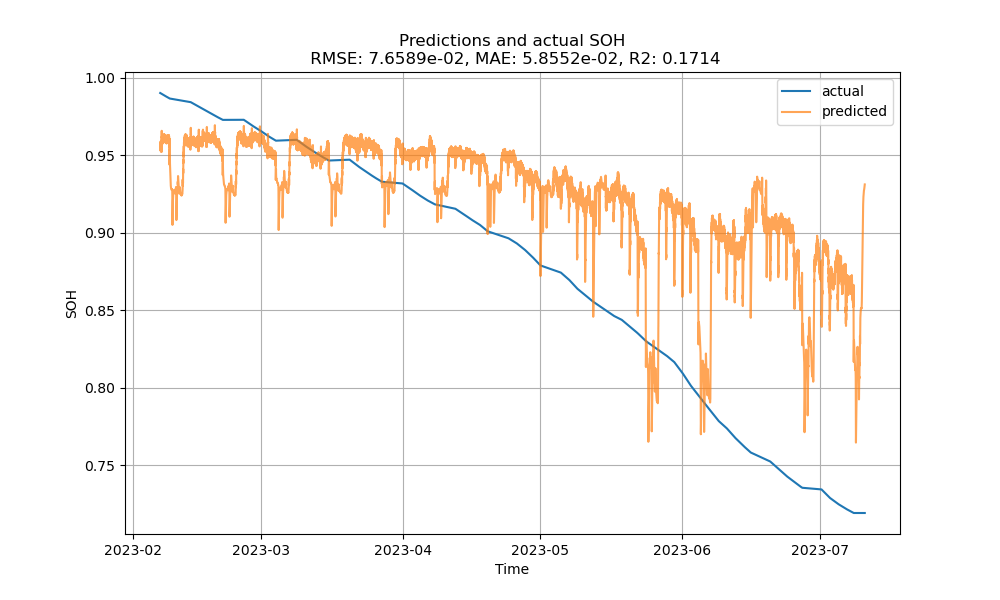 Predictions and actual SOH
RMSE: 7.6589e-02, MAE: 5.8552e-02, R2: 0.1714
actual
predicted
1.00
0.95
0.90
0.85
0.80
0.75
SOH
2023-02
2023-03
2023-04
2023-05
2023-06
2023-07
Time